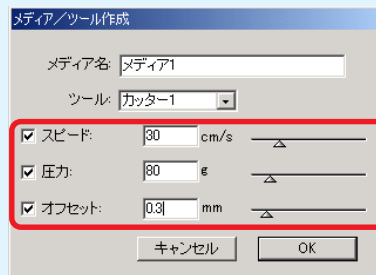 メディア／ツール作成
メディア名: メディア1
ツール: カッター1
スピード: 30 cm/s
圧力: 80 g
オフセット: 0.3 mm
キャンセル OK